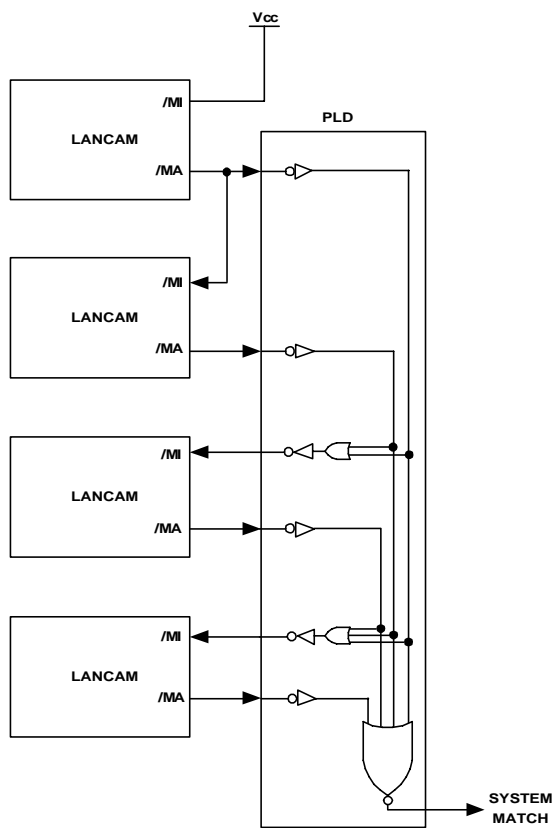 Vcc
/MI
LANCAM
/MA
PLD
/MI
LANCAM
/MA
/MI
LANCAM
/MA
/MI
LANCAM
/MA
SYSTEM
MATCH